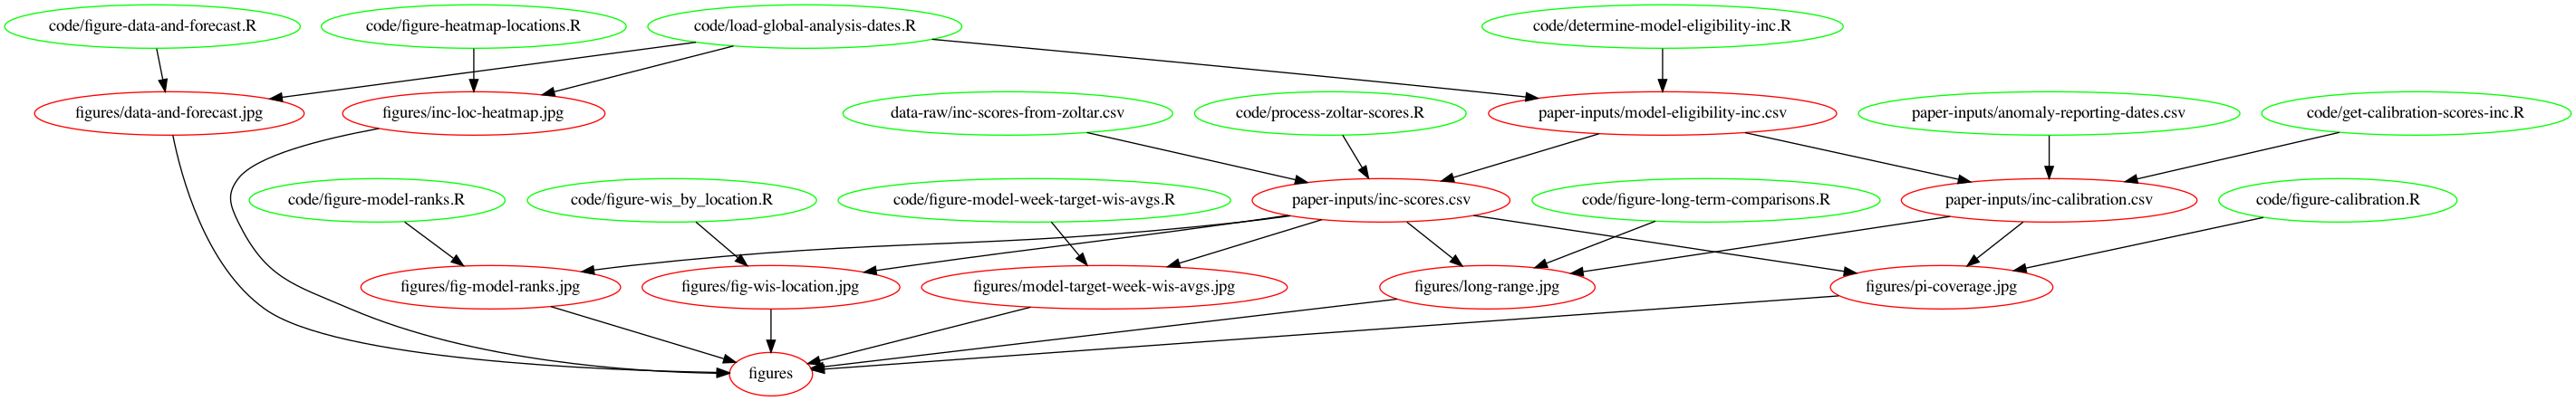 code/figure-data-and-forecast.R
code/figure-heatmap-locations.R
code/load-global-analysis-dates.R
code/determine-model-eligibility-inc.R
figures/data-and-forecast.jpg
figures/inc-loc-heatmap.jpg
data-raw/inc-scores-from-zoltar.csv
code/process-zoltar-scores.R
paper-inputs/model-eligibility-inc.csv
paper-inputs/anomaly-reporting-dates.csv
code/get-calibration-scores-inc.R
code/figure-model-ranks.R
code/figure-wis_by_location.R
code/figure-model-week-target-wis-avgs.R
paper-inputs/inc-scores.csv
code/figure-long-term-comparisons.R
paper-inputs/inc-calibration.csv
code/figure-calibration.R
figures/fig-model-ranks.jpg
figures/fig-wis-location.jpg
figures/model-target-week-wis-avgs.jpg
figures/long-range.jpg
figures/pi-coverage.jpg
figures